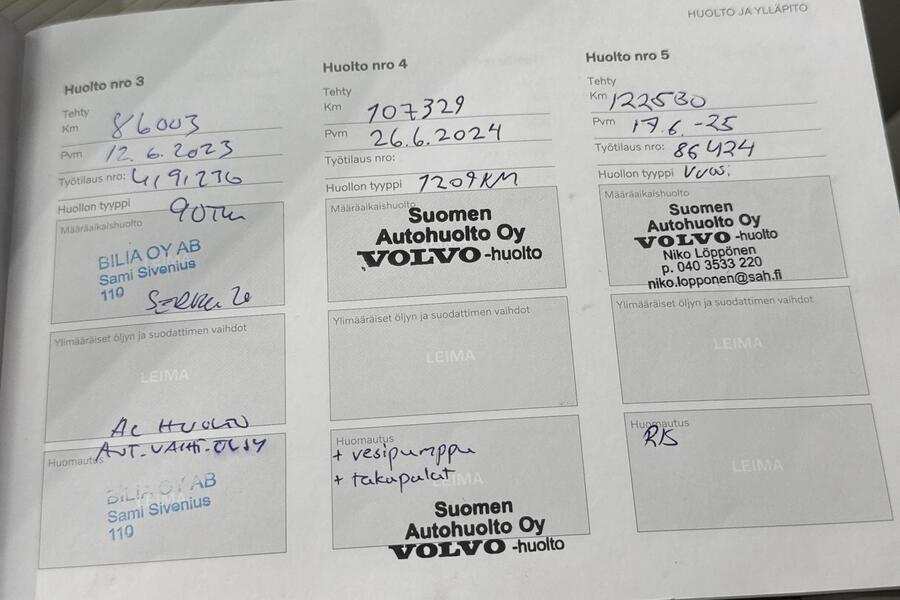 HUOLTO JA YLLÄPITO
Huolto nro 3
Tehty
Km 86003
Pvm 12.6.2023
Työtilaus nro:
Huollon tyyppi 90Tkm
Määräaikaishuolto
BILIA OY AB
Sami Sivenius
110
Ylimääräiset öljyn ja suodattimen vaihdot
LEIMA
AC HUOLTO
AUT.VAIHT.ÖLJY
Huomautus
BILIA OY AB
Sami Sivenius
110
Huolto nro 4
Tehty
Km 107329
Pvm 26.6.2024
Työtilaus nro:
Huollon tyyppi
Määräaikaishuolto
Suomen
Autohuolto Oy
VOLVO -huolto
Ylimääräiset öljyn ja suodattimen vaihdot
LEIMA
Huomautus
+ vesipumppu
+ takapalat
LEIMA
Suomen
Autohuolto Oy
VOLVO -huolto
Huolto nro 5
Tehty
Km 122530
Pvm 17.6.-25
Työtilaus nro: 86424
Huollon tyyppi Vuosi
Määräaikaishuolto
Suomen
Autohuolto Oy
VOLVO -huolto
Niko Löppönen
p. 040 3533 220
niko.lopponen@sah.fi
Ylimääräiset öljyn ja suodattimen vaihdot
LEIMA
Huomautus
LEIMA